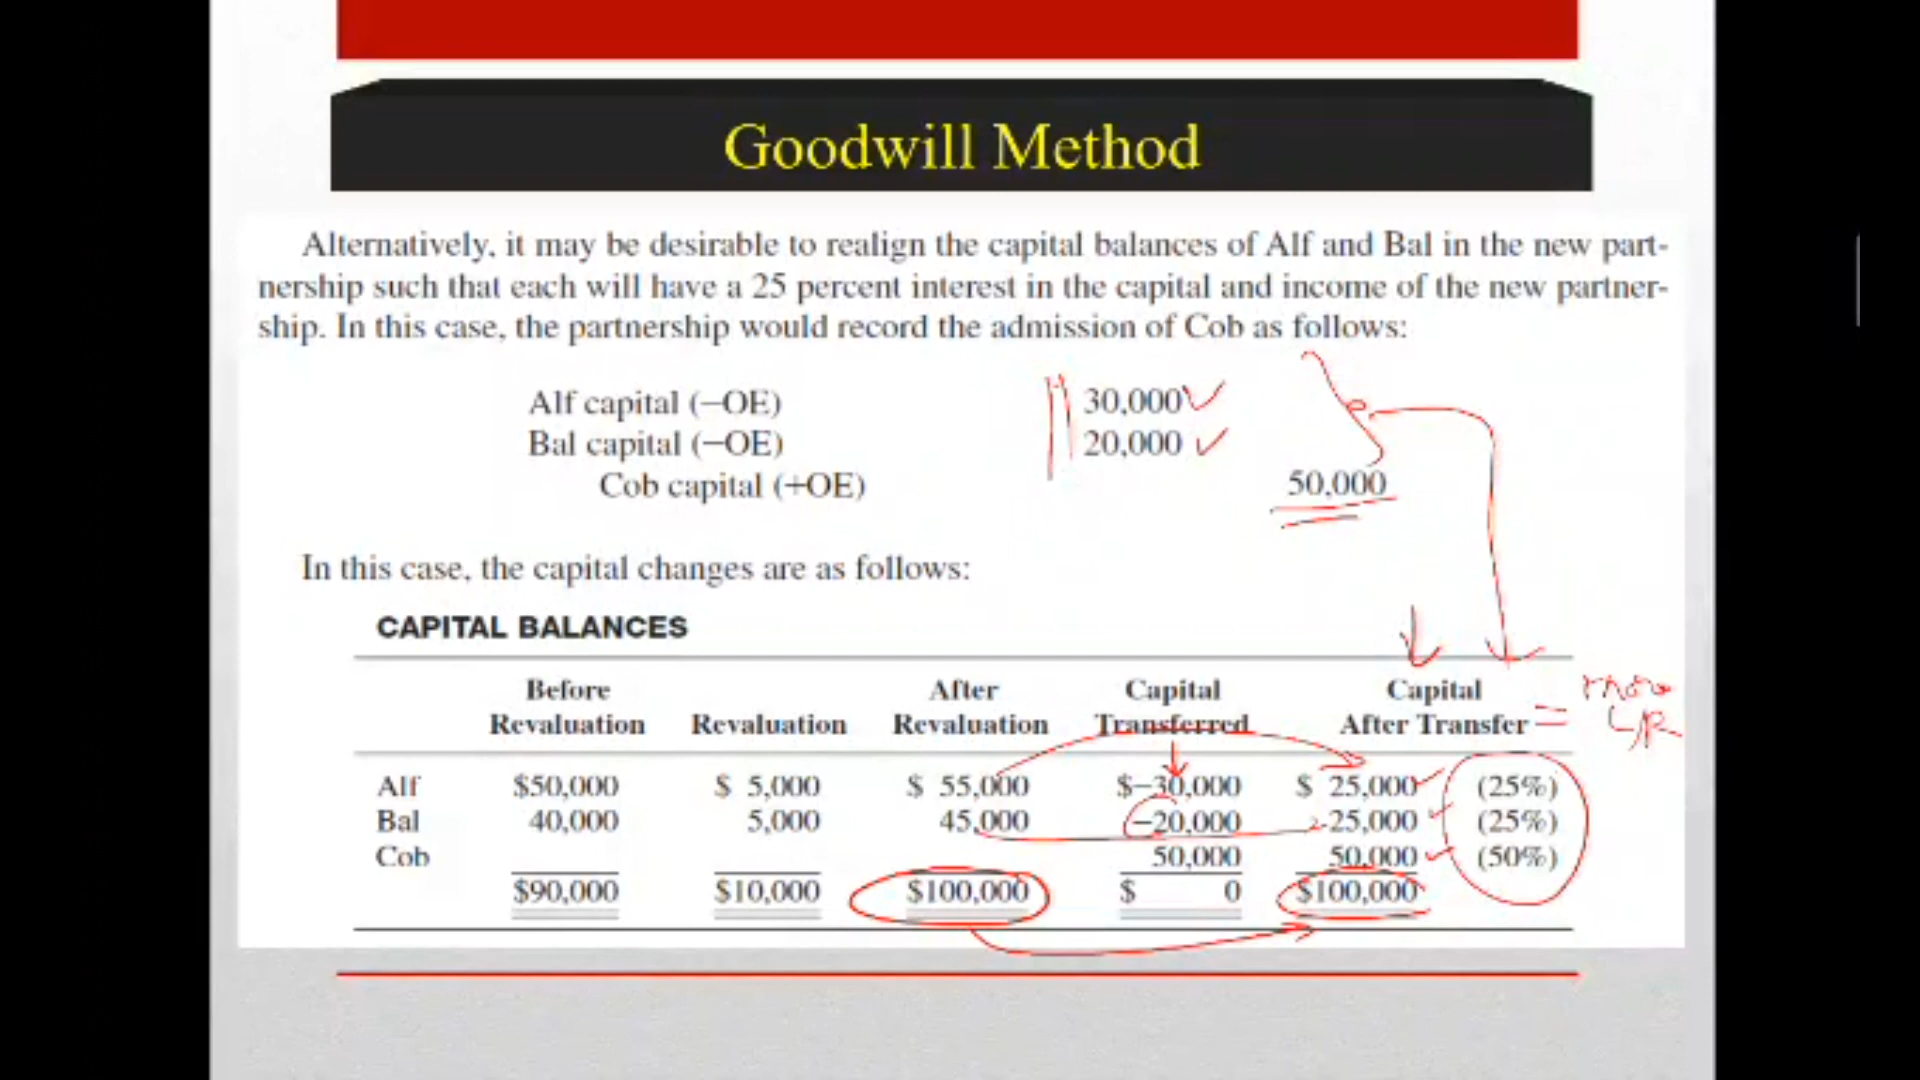 Goodwill Method
Alternatively, it may be desirable to realign the capital balances of Alf and Bal in the new part-
nership such that each will have a 25 percent interest in the capital and income of the new partner-
ship. In this case, the partnership would record the admission of Cob as follows:
Alf capital (−OE) 30,000
Bal capital (−OE) 20,000
Cob capital (+OE) 50,000
In this case, the capital changes are as follows:
CAPITAL BALANCES
Before After Capital Capital
Revaluation Revaluation Revaluation Transferred After Transfer
Alf $50,000 $ 5,000 $ 55,000 $−30,000 $ 25,000 (25%)
Bal 40,000 5,000 45,000 −20,000 25,000 (25%)
Cob 50,000 50,000 (50%)
$90,000 $10,000 $100,000 $ 0 $100,000